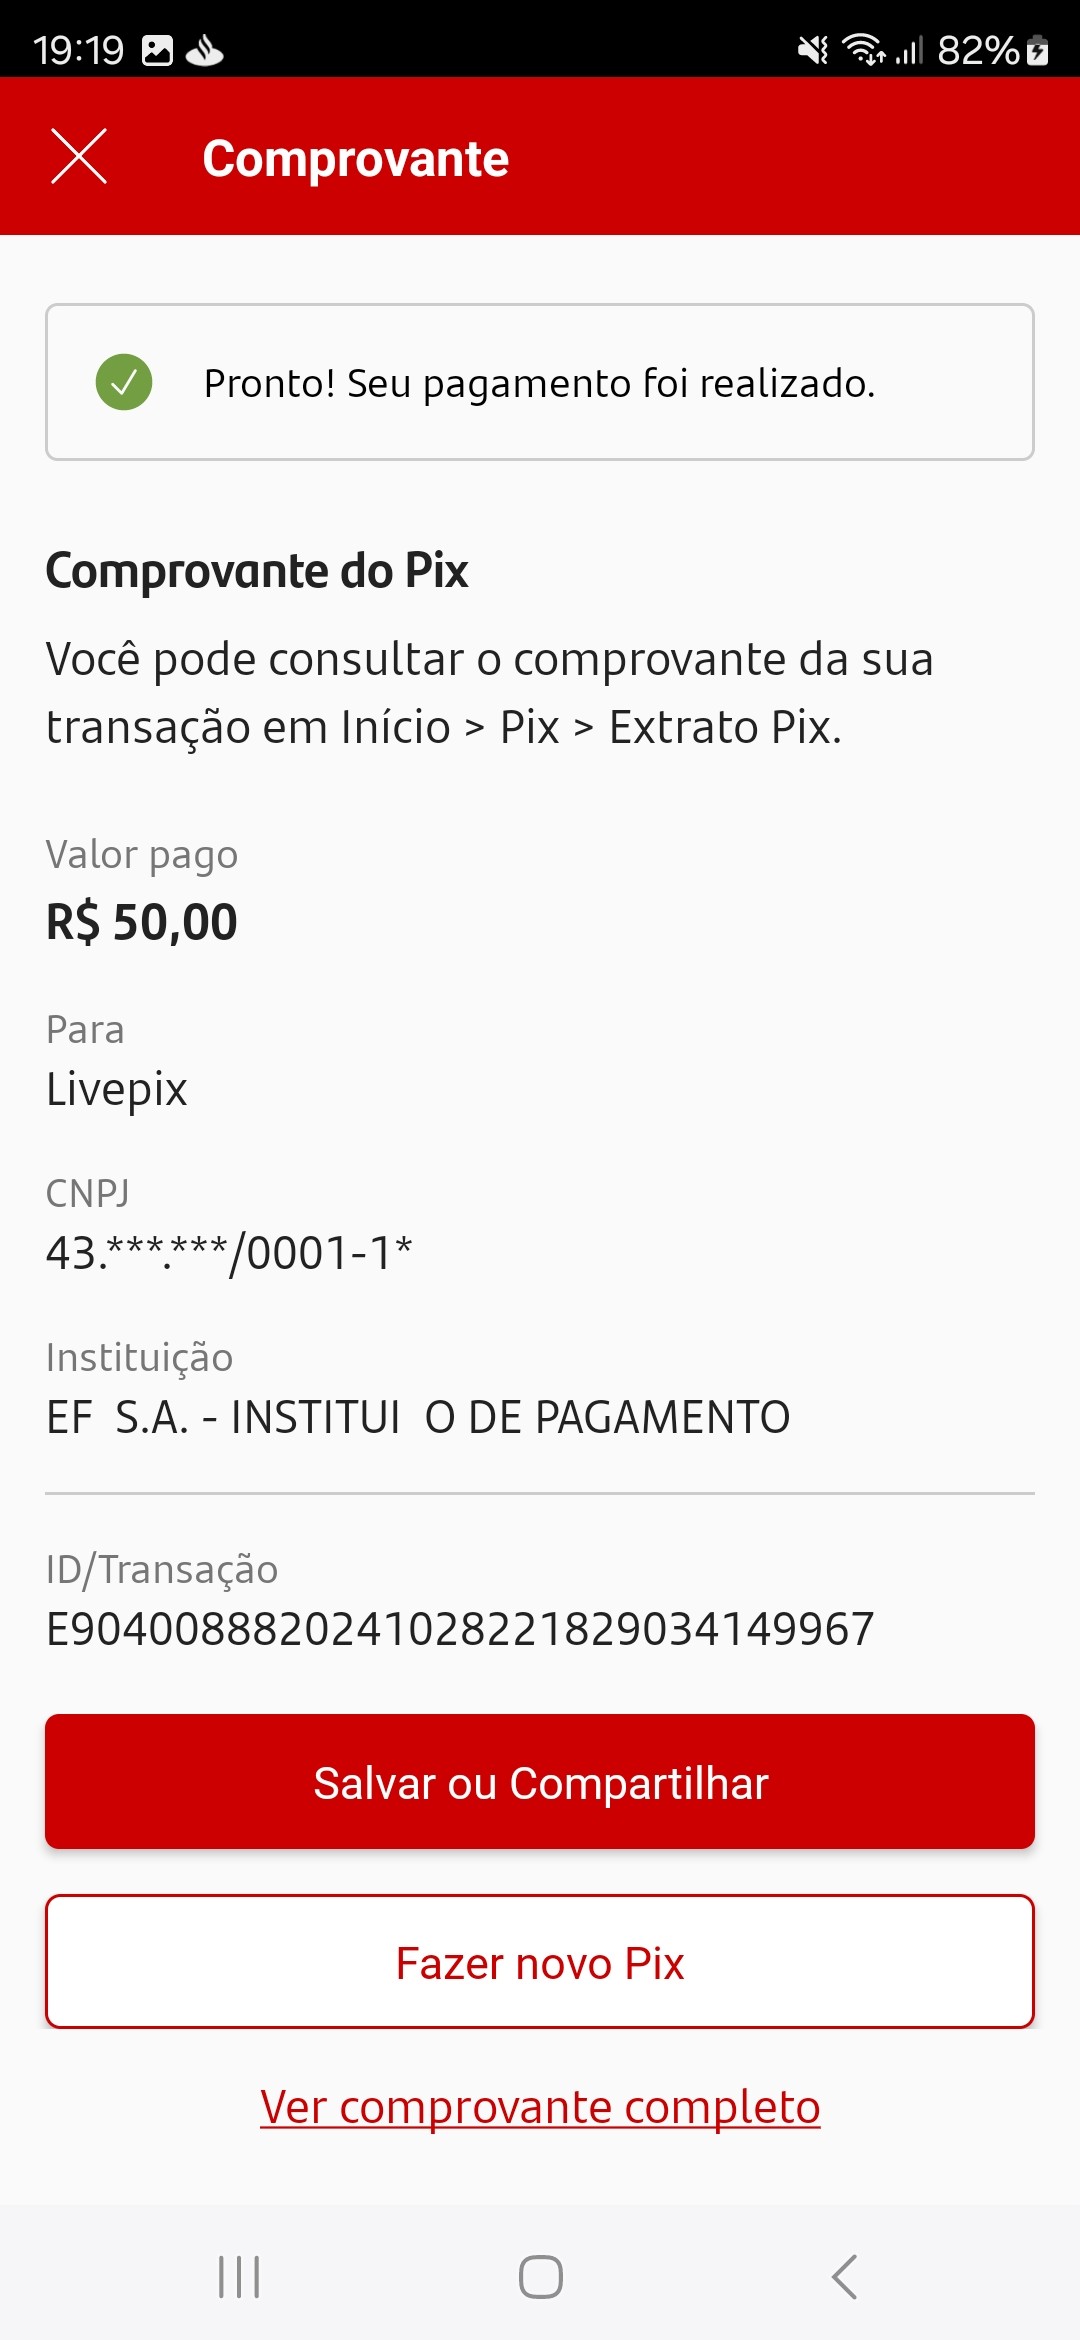 19:19
82%
Comprovante
Pronto! Seu pagamento foi realizado.
Comprovante do Pix
Você pode consultar o comprovante da sua
transação em Início > Pix > Extrato Pix.
Valor pago
R$ 50,00
Para
Livepix
CNPJ
43.***.***/0001-1*
Instituição
EF  S.A. - INSTITUI  O DE PAGAMENTO
ID/Transação
E9040088820241028221829034149967
Salvar ou Compartilhar
Fazer novo Pix
Ver comprovante completo